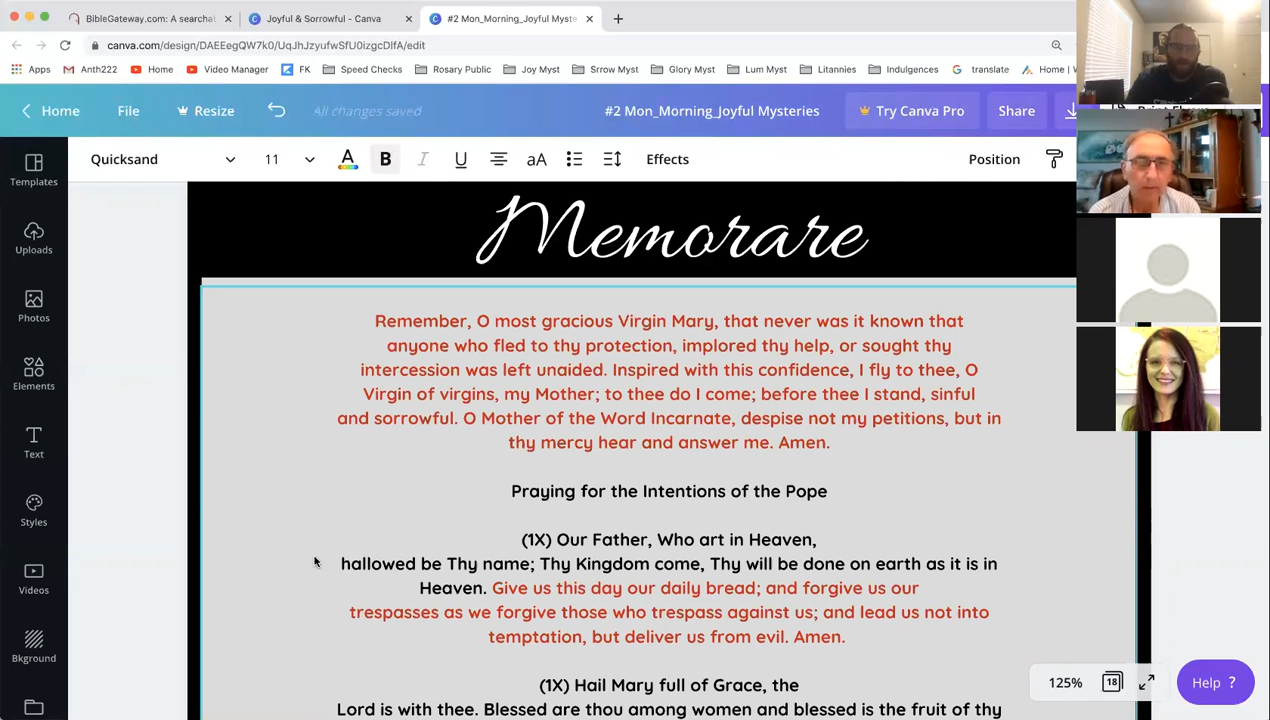 BibleGateway.com: A searchab
Joyful & Sorrowful - Canva
#2 Mon_Morning_Joyful Myste
canva.com/design/DAEEegQW7k0/UqJhJzyufwSfU0izgcDlfA/edit
Apps
Anth222
Home
Video Manager
FK
Speed Checks
Rosary Public
Joy Myst
Srrow Myst
Glory Myst
Lum Myst
Litannies
Indulgences
translate
Home | W
Home
File
Resize
All changes saved
#2 Mon_Morning_Joyful Mysteries
Try Canva Pro
Share
Quicksand
11
A
B
I
U
aA
Effects
Position
Templates
Uploads
Photos
Elements
Text
Styles
Videos
Bkground
Memorare
Remember, O most gracious Virgin Mary, that never was it known that
anyone who fled to thy protection, implored thy help, or sought thy
intercession was left unaided. Inspired with this confidence, I fly to thee, O
Virgin of virgins, my Mother; to thee do I come; before thee I stand, sinful
and sorrowful. O Mother of the Word Incarnate, despise not my petitions, but in
thy mercy hear and answer me. Amen.
Praying for the Intentions of the Pope
(1X) Our Father, Who art in Heaven,
hallowed be Thy name; Thy Kingdom come, Thy will be done on earth as it is in
Heaven. Give us this day our daily bread; and forgive us our
trespasses as we forgive those who trespass against us; and lead us not into
temptation, but deliver us from evil. Amen.
(1X) Hail Mary full of Grace, the
Lord is with thee. Blessed are thou among women and blessed is the fruit of thy
125%
18
Help ?